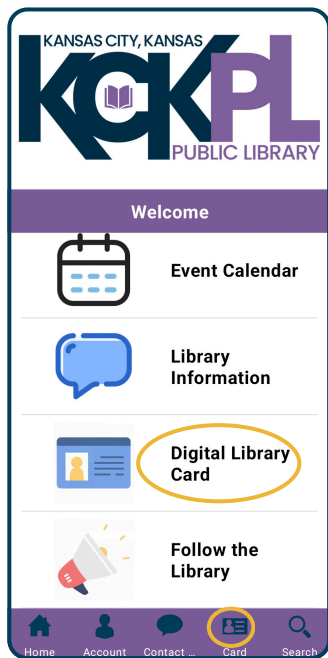 KANSAS CITY, KANSAS
KCKPL
PUBLIC LIBRARY
Welcome
Event Calendar
Library
Information
Digital Library
Card
Follow the
Library
Home Account Contact ... Card Search